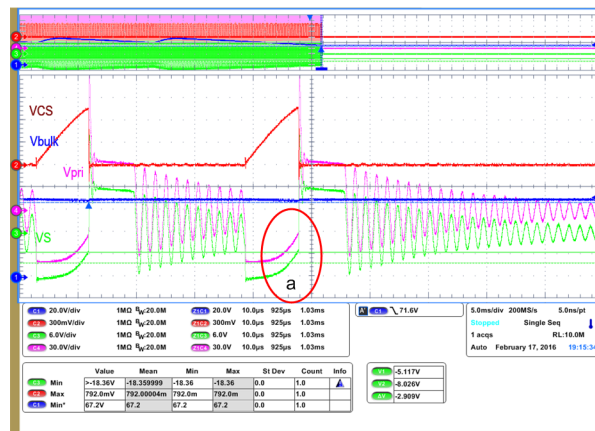 VCS
Vbulk
Vpri
VS
a
C1 20.0V/div 1MΩ BW:20.0M
C2 300mV/div 1MΩ BW:20.0M
C3 6.0V/div 1MΩ BW:20.0M
C4 30.0V/div 1MΩ BW:20.0M
Z1C1 20.0V 10.0µs 925µs 1.03ms
Z1C2 300mV 10.0µs 925µs 1.03ms
Z1C3 6.0V 10.0µs 925µs 1.03ms
Z1C4 30.0V 10.0µs 925µs 1.03ms
A' C1 71.6V
5.0ms/div 200MS/s 5.0ns/pt
Stopped Single Seq
1 acqs RL:10.0M
Auto February 17, 2016 19:15:34
Value Mean Min Max St Dev Count Info
C3 Min >-18.36V -18.359999 -18.36 -18.36 0.0 1.0
C2 Max 792.0mV 792.00004m 792.0m 792.0m 0.0 1.0
C1 Min* 67.2V 67.2 67.2 67.2 0.0 1.0
V1 -5.117V
V2 -8.026V
ΔV -2.909V